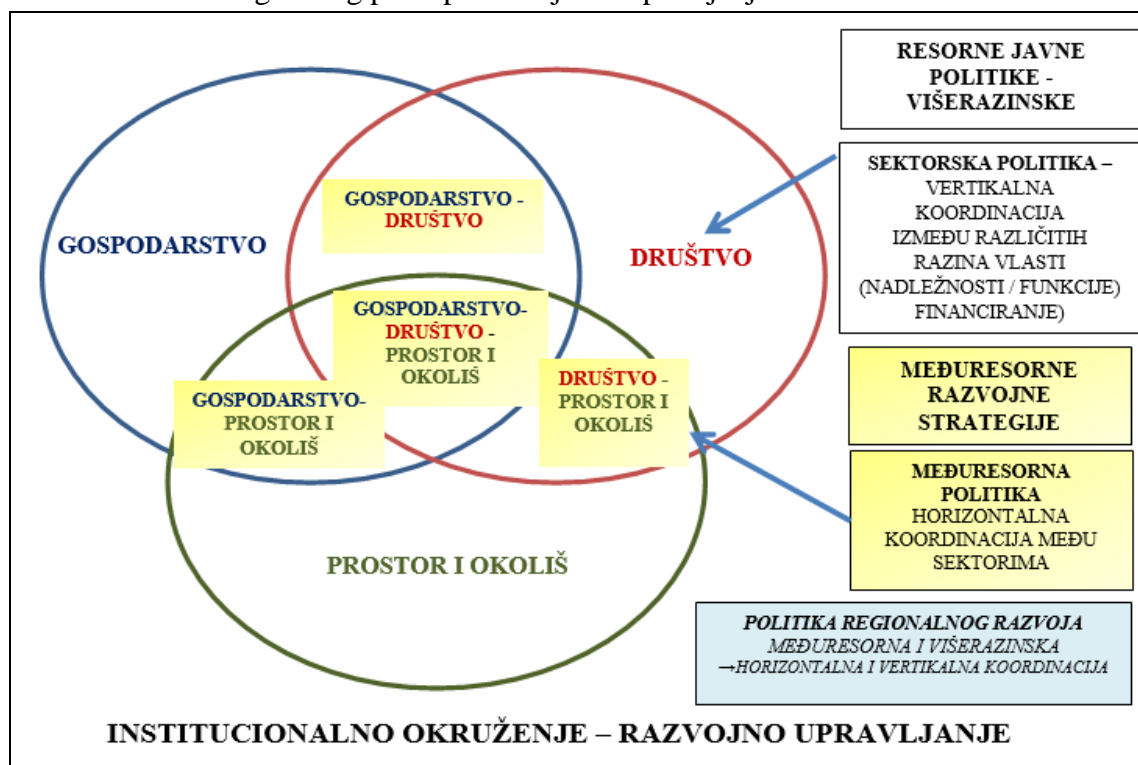 GOSPODARSTVO
GOSPODARSTVO -
DRUŠTVO
DRUŠTVO
GOSPODARSTVO-
DRUŠTVO -
PROSTOR I
OKOLIŠ
GOSPODARSTVO-
PROSTOR I
OKOLIŠ
DRUŠTVO -
PROSTOR I
OKOLIŠ
PROSTOR I OKOLIŠ
RESORNE JAVNE
POLITIKE -
VIŠERAZINSKE
SEKTORSKA POLITIKA –
VERTIKALNA
KOORDINACIJA
IZMEĐU RAZLIČITIH
RAZINA VLASTI
(NADLEŽNOSTI / FUNKCIJE)
FINANCIRANJE)
MEĐURESORNE
RAZVOJNE
STRATEGIJE
MEĐURESORNA
POLITIKA
HORIZONTALNA
KOORDINACIJA MEĐU
SEKTORIMA
POLITIKA REGIONALNOG RAZVOJA
MEĐURESORNA I VIŠERAZINSKA
→HORIZONTALNA I VERTIKALNA KOORDINACIJA
INSTITUCIONALNO OKRUŽENJE – RAZVOJNO UPRAVLJANJE